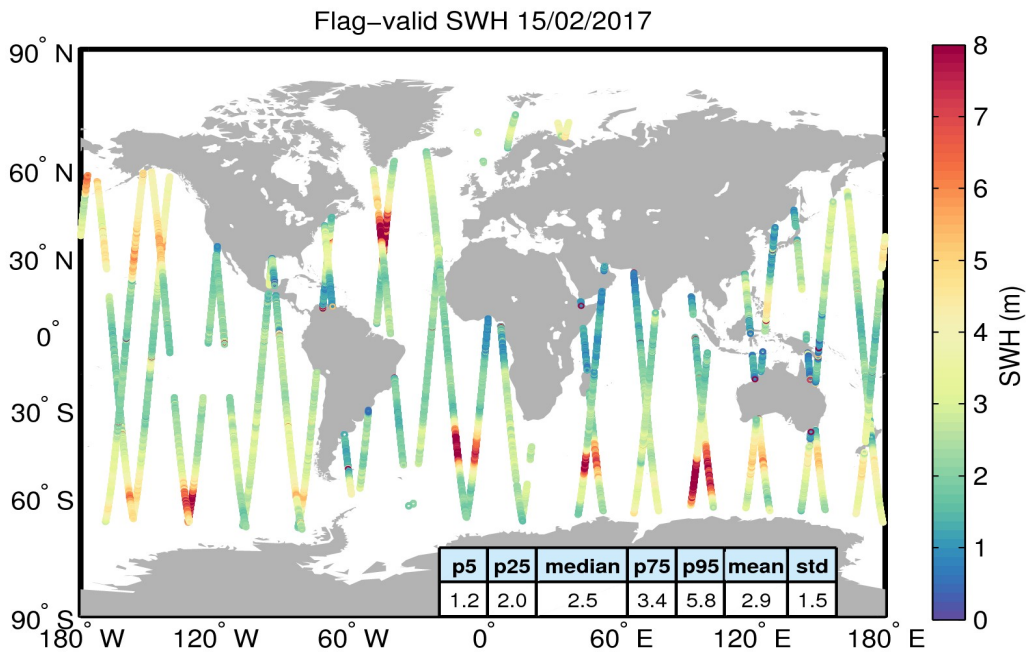 Flag−valid SWH 15/02/2017
90° N
60° N
30° N
0°
30° S
60° S
90° S
180° W
120° W
60° W
0°
60° E
120° E
180° E
p5 p25 median p75 p95 mean std
1.2 2.0 2.5 3.4 5.8 2.9 1.5
8
7
6
5
4
3
2
1
0
SWH (m)